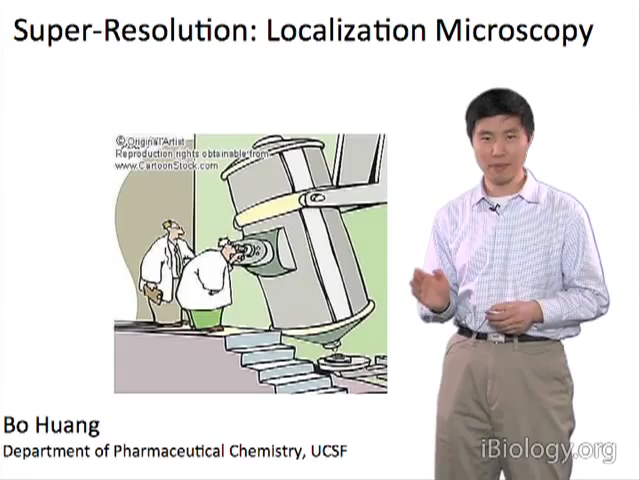 Super-Resolution: Localization Microscopy
© Original Artist
Reproduction rights obtainable from
www.CartoonStock.com
Bo Huang
Department of Pharmaceutical Chemistry, UCSF
iBiology.org